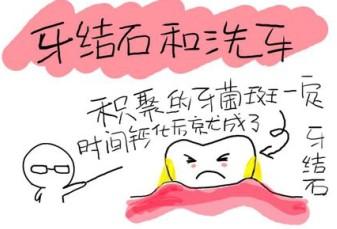 牙结石和洗牙
积聚的牙菌斑一定
时间钙化后就成了
牙结石